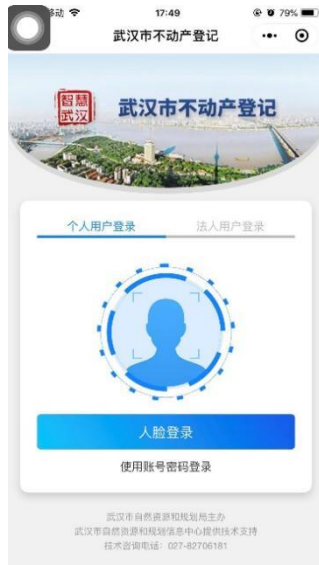 移动 17:49 79%
武汉市不动产登记
智慧
武汉
武汉市不动产登记
个人用户登录 法人用户登录
人脸登录
使用账号密码登录
武汉市自然资源和规划局主办
武汉市自然资源和规划信息中心提供技术支持
技术咨询电话：027-82706181